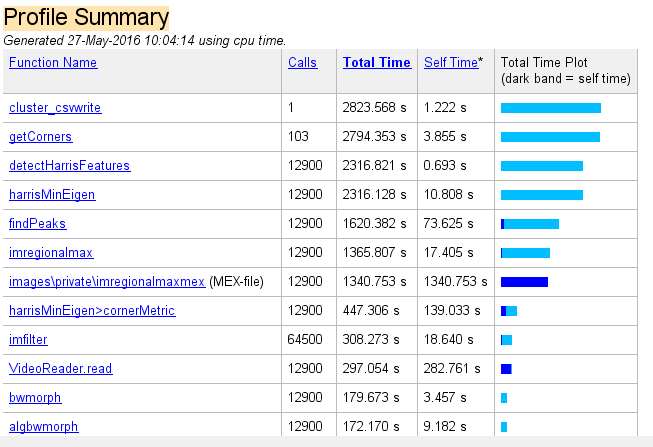 Profile Summary
Generated 27-May-2016 10:04:14 using cpu time.
Function Name Calls Total Time Self Time* Total Time Plot
(dark band = self time)
cluster_csvwrite 1 2823.568 s 1.222 s
getCorners 103 2794.353 s 3.855 s
detectHarrisFeatures 12900 2316.821 s 0.693 s
harrisMinEigen 12900 2316.128 s 10.808 s
findPeaks 12900 1620.382 s 73.625 s
imregionalmax 12900 1365.807 s 17.405 s
images\private\imregionalmaxmex (MEX-file) 12900 1340.753 s 1340.753 s
harrisMinEigen>cornerMetric 12900 447.306 s 139.033 s
imfilter 64500 308.273 s 18.640 s
VideoReader.read 12900 297.054 s 282.761 s
bwmorph 12900 179.673 s 3.457 s
algbwmorph 12900 172.170 s 9.182 s